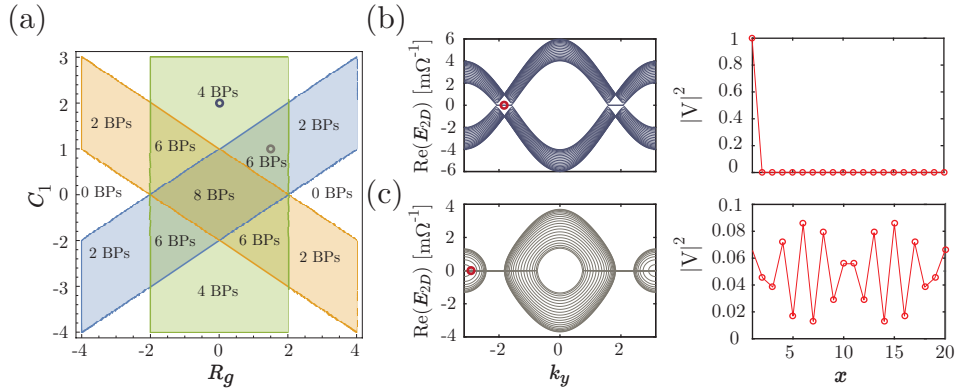 (a)
3
2
1
0
-1
-2
-3
-4
C1
-4
-2
0
2
4
Rg
4 BPs
2 BPs
2 BPs
6 BPs
6 BPs
0 BPs
8 BPs
0 BPs
2 BPs
6 BPs
6 BPs
2 BPs
4 BPs
(b)
Re(E2D) [mΩ⁻¹]
6
4
2
0
-2
-4
-6
|V|²
1
0.8
0.6
0.4
0.2
0
(c)
Re(E2D) [mΩ⁻¹]
4
2
0
-2
-4
-2
0
2
ky
|V|²
0.1
0.08
0.06
0.04
0.02
0
5
10
15
20
x